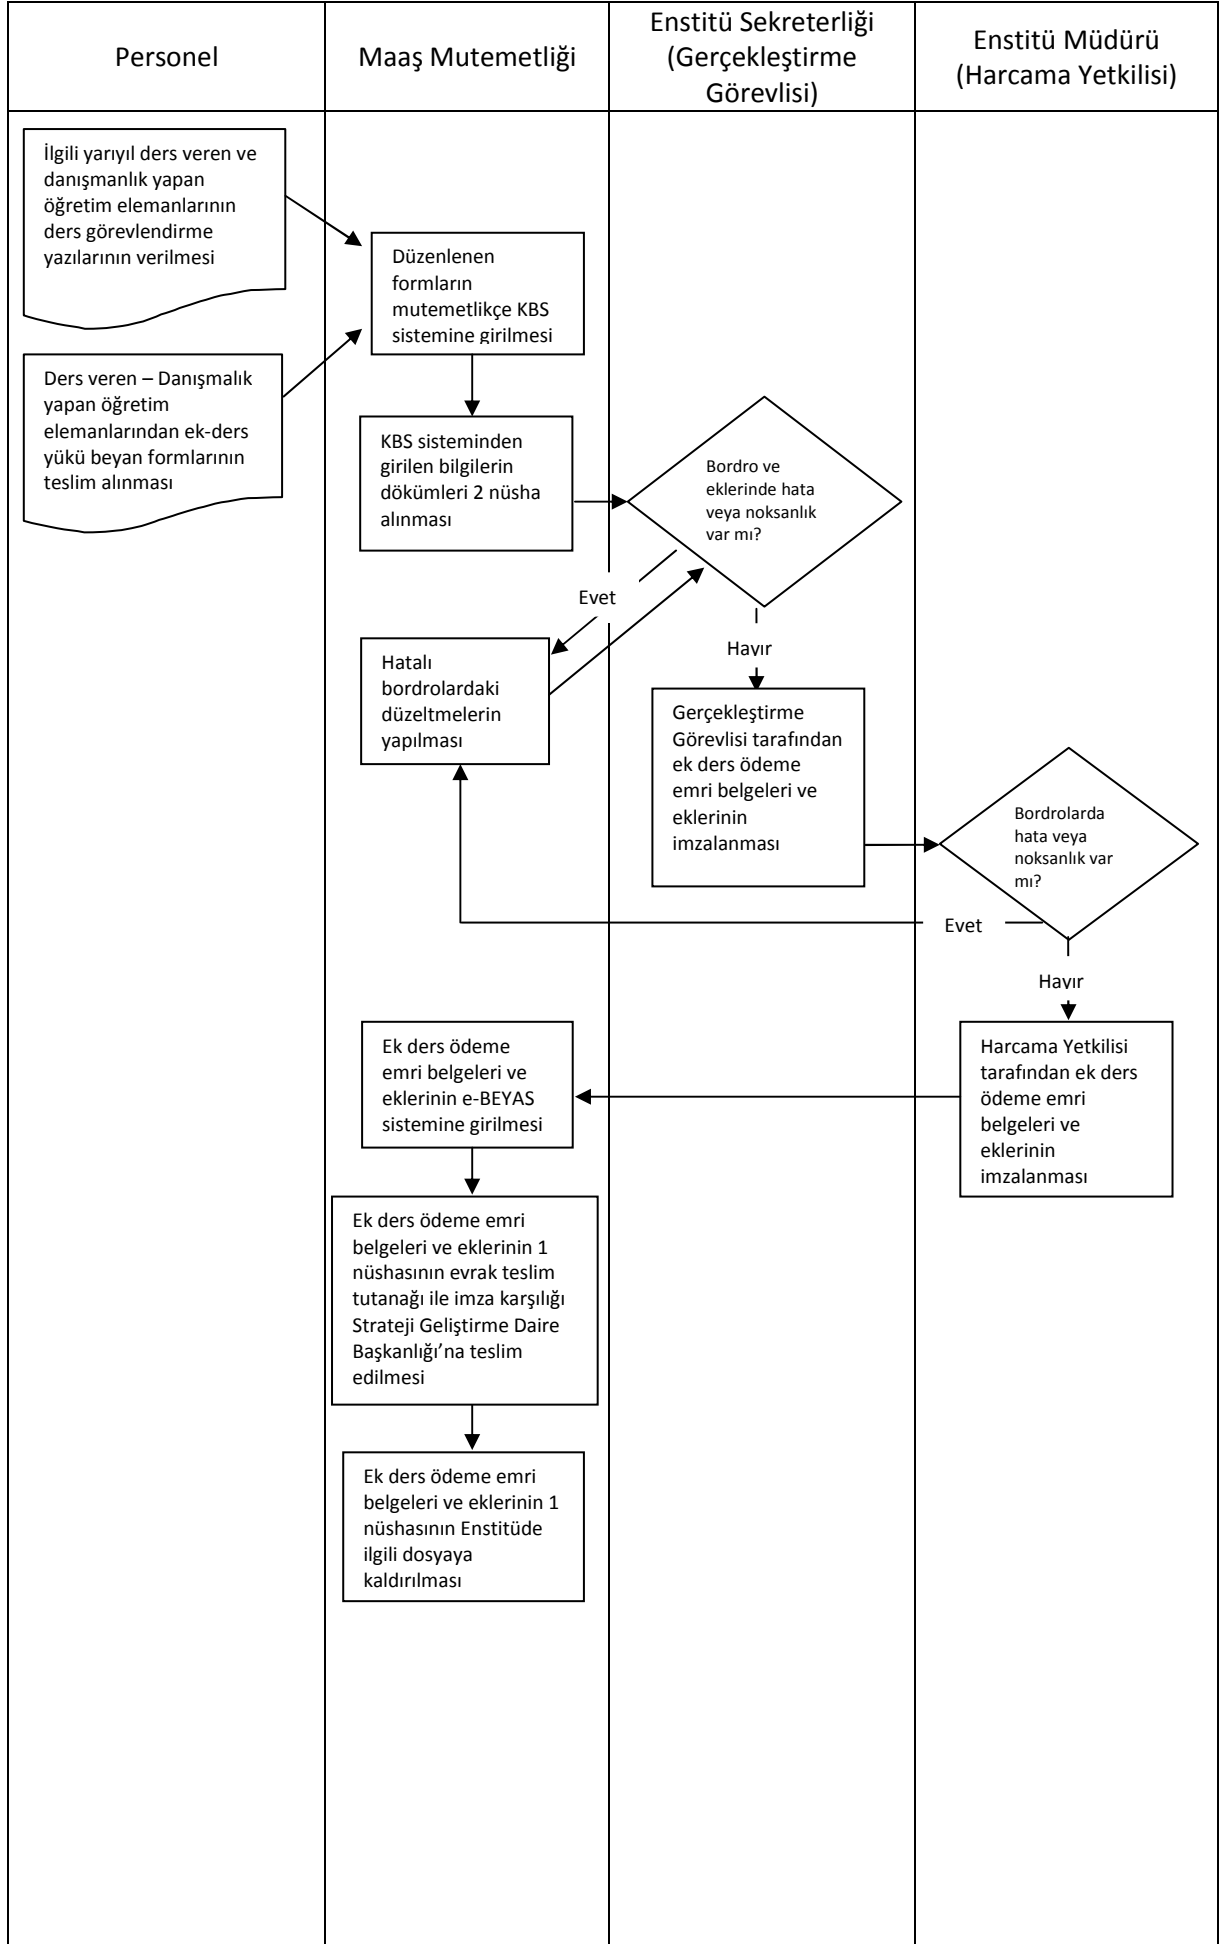 Personel
Maaş Mutemetliği
Enstitü Sekreterliği
(Gerçekleştirme
Görevlisi)
Enstitü Müdürü
(Harcama Yetkilisi)
İlgili yarıyıl ders veren ve
danışmanlık yapan
öğretim elemanlarının
ders görevlendirme
yazılarının verilmesi
Düzenlenen
formların
mutemetlikçe KBS
sistemine girilmesi
Ders veren – Danışmalık
yapan öğretim
elemanlarından ek-ders
yükü beyan formlarının
teslim alınması
KBS sisteminden
girilen bilgilerin
dökümleri 2 nüsha
alınması
Bordro ve
eklerinde hata
veya noksanlık
var mı?
Evet
Hayır
Hatalı
bordrolardaki
düzeltmelerin
yapılması
Gerçekleştirme
Görevlisi tarafından
ek ders ödeme
emri belgeleri ve
eklerinin
imzalanması
Bordrolarda
hata veya
noksanlık var
mı?
Evet
Hayır
Harcama Yetkilisi
tarafından ek ders
ödeme emri
belgeleri ve
eklerinin
imzalanması
Ek ders ödeme
emri belgeleri ve
eklerinin e-BEYAS
sistemine girilmesi
Ek ders ödeme emri
belgeleri ve eklerinin 1
nüshasının evrak teslim
tutanağı ile imza karşılığı
Strateji Geliştirme Daire
Başkanlığı’na teslim
edilmesi
Ek ders ödeme emri
belgeleri ve eklerinin 1
nüshasının Enstitüde
ilgili dosyaya
kaldırılması